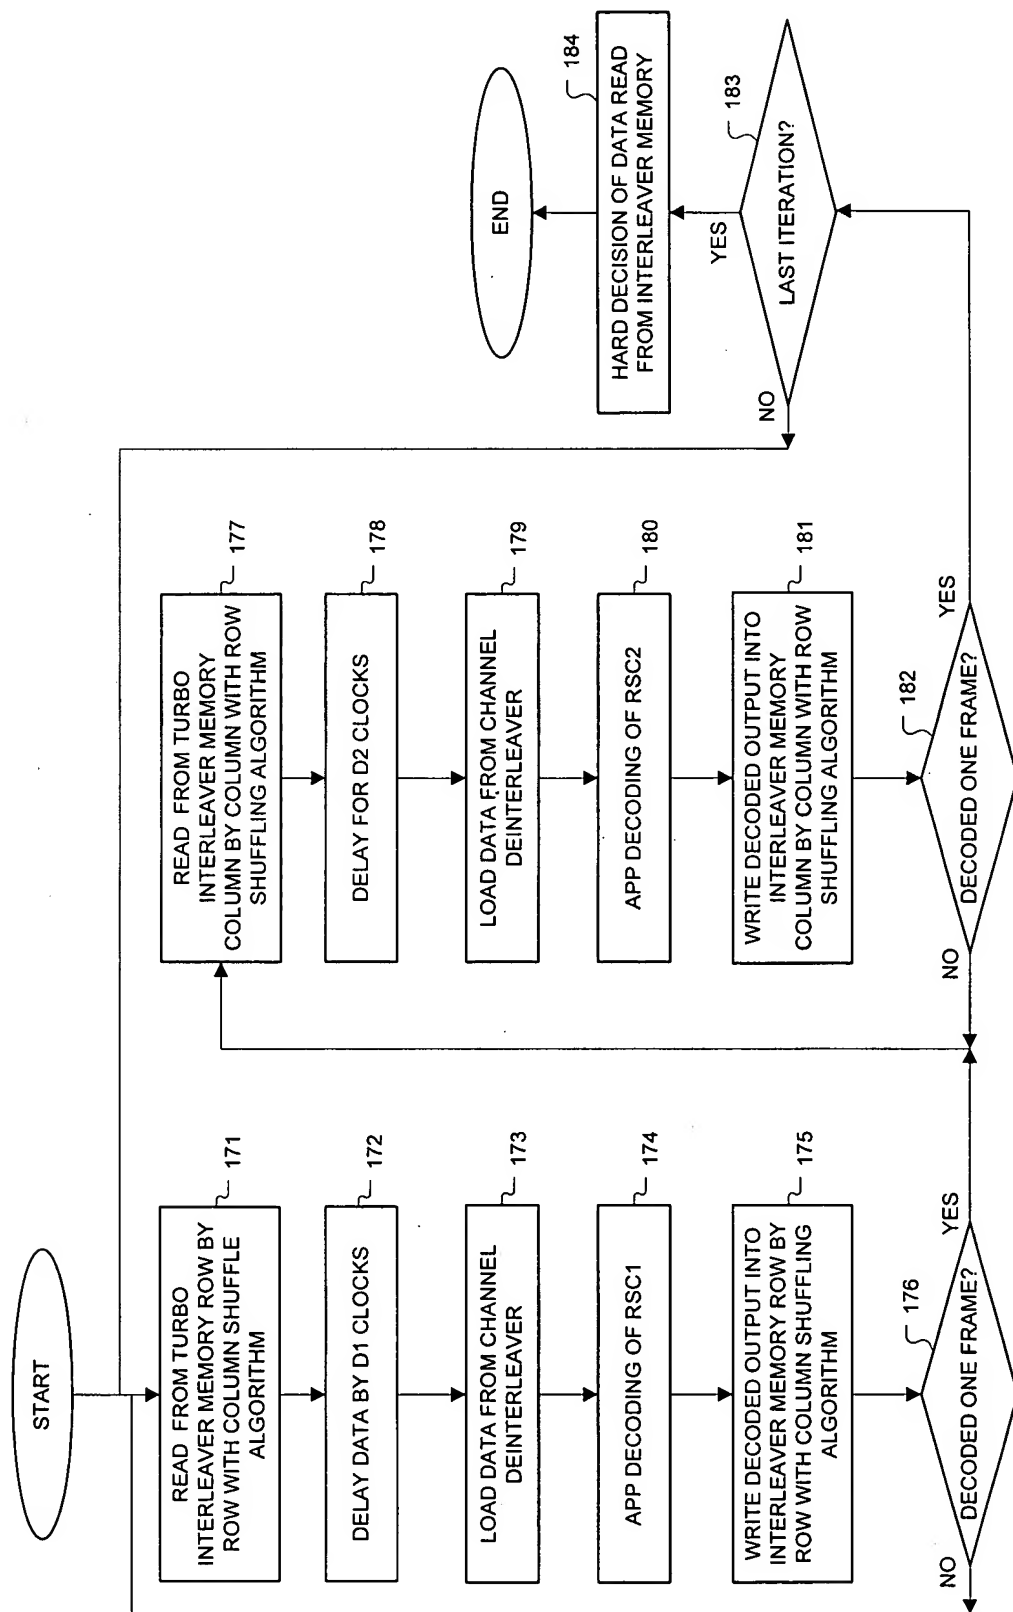 START
READ FROM TURBO
INTERLEAVER MEMORY ROW BY
ROW WITH COLUMN SHUFFLE
ALGORITHM
171
DELAY DATA BY D1 CLOCKS
172
LOAD DATA FROM CHANNEL
DEINTERLEAVER
173
APP DECODING OF RSC1
174
WRITE DECODED OUTPUT INTO
INTERLEAVER MEMORY ROW BY
ROW WITH COLUMN SHUFFLING
ALGORITHM
175
DECODED ONE FRAME?
176
NO
YES
READ FROM TURBO
INTERLEAVER MEMORY
COLUMN BY COLUMN WITH ROW
SHUFFLING ALGORITHM
177
DELAY FOR D2 CLOCKS
178
LOAD DATA FROM CHANNEL
DEINTERLEAVER
179
APP DECODING OF RSC2
180
WRITE DECODED OUTPUT INTO
INTERLEAVER MEMORY
COLUMN BY COLUMN WITH ROW
SHUFFLING ALGORITHM
181
DECODED ONE FRAME?
182
NO
YES
LAST ITERATION?
183
NO
YES
HARD DECISION OF DATA READ
FROM INTERLEAVER MEMORY
184
END